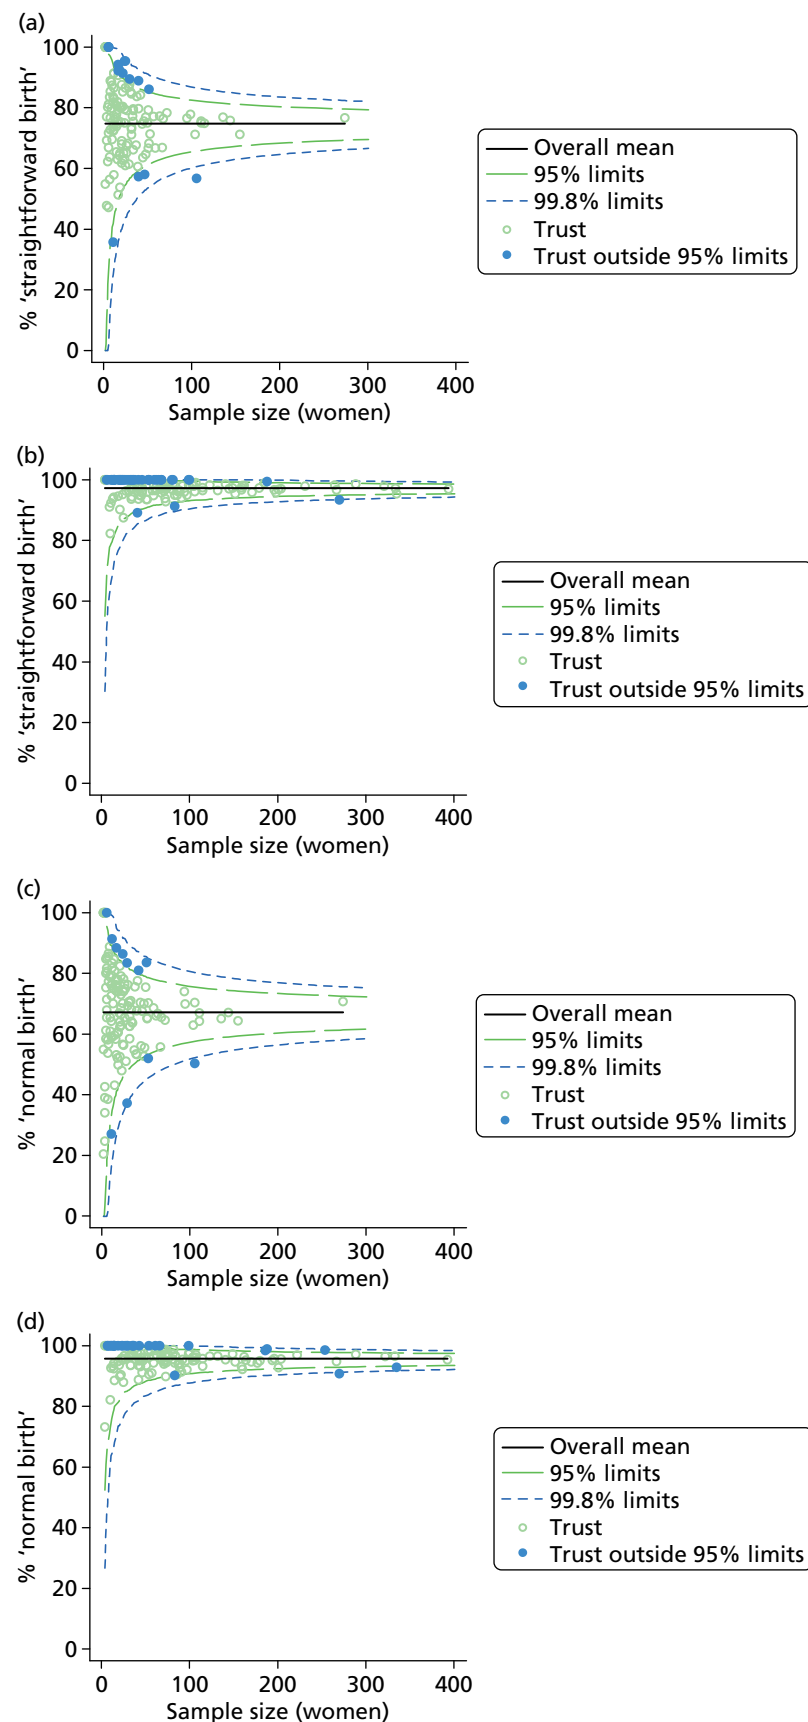 (a)
100
80
60
40
20
0
% ‘straightforward birth’
0 100 200 300 400
Sample size (women)
Overall mean
95% limits
99.8% limits
Trust
Trust outside 95% limits
(b)
100
80
60
40
20
0
% ‘straightforward birth’
0 100 200 300 400
Sample size (women)
Overall mean
95% limits
99.8% limits
Trust
Trust outside 95% limits
(c)
100
80
60
40
20
0
% ‘normal birth’
0 100 200 300 400
Sample size (women)
Overall mean
95% limits
99.8% limits
Trust
Trust outside 95% limits
(d)
100
80
60
40
20
0
% ‘normal birth’
0 100 200 300 400
Sample size (women)
Overall mean
95% limits
99.8% limits
Trust
Trust outside 95% limits